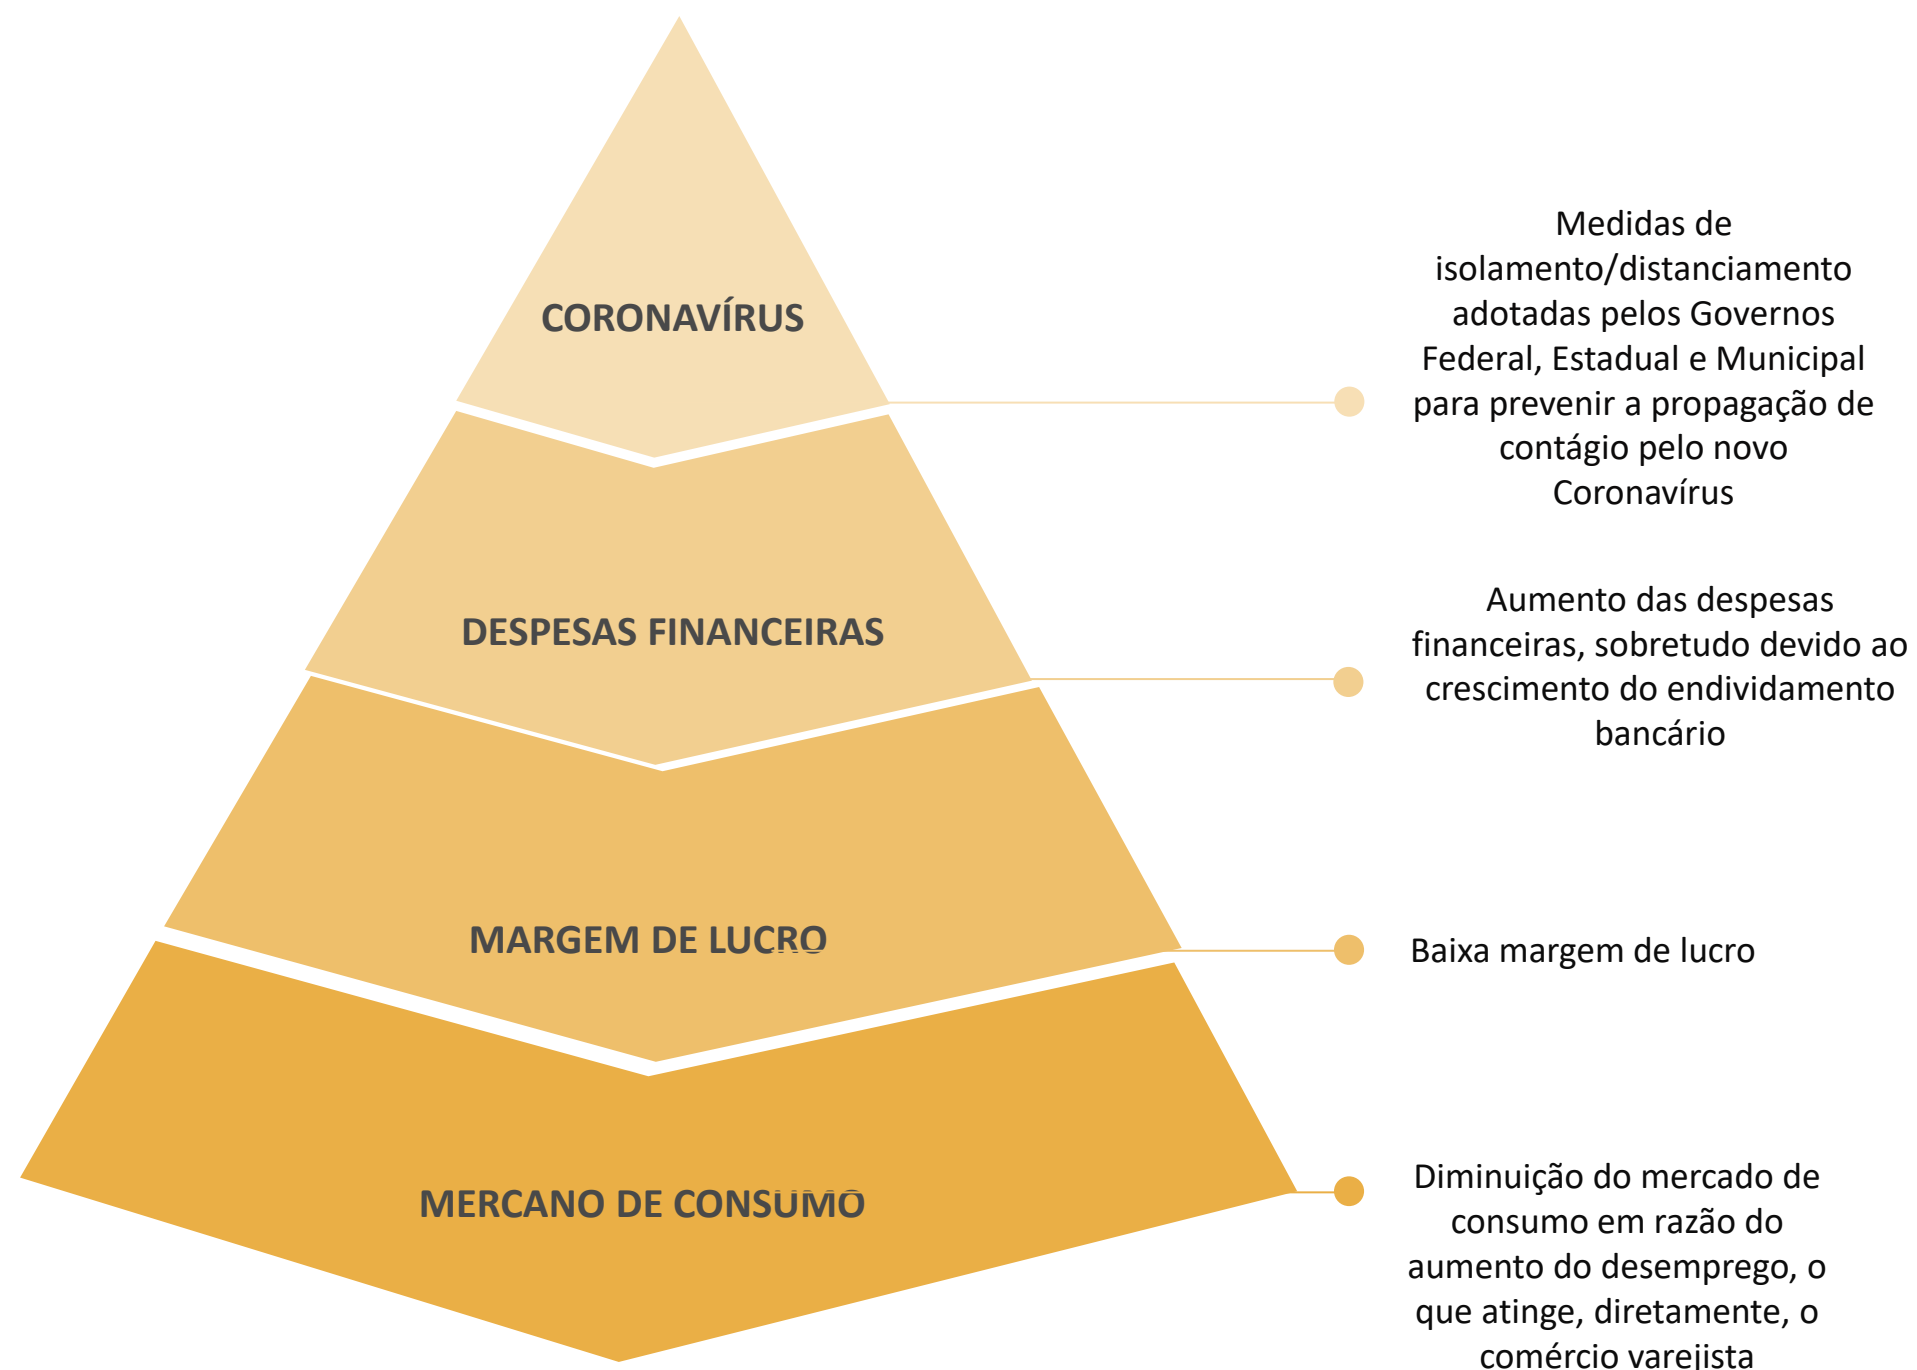 CORONAVÍRUS
Medidas de
isolamento/distanciamento
adotadas pelos Governos
Federal, Estadual e Municipal
para prevenir a propagação de
contágio pelo novo
Coronavírus
DESPESAS FINANCEIRAS
Aumento das despesas
financeiras, sobretudo devido ao
crescimento do endividamento
bancário
MARGEM DE LUCRO
Baixa margem de lucro
MERCANO DE CONSUMO
Diminuição do mercado de
consumo em razão do
aumento do desemprego, o
que atinge, diretamente, o
comércio varejista